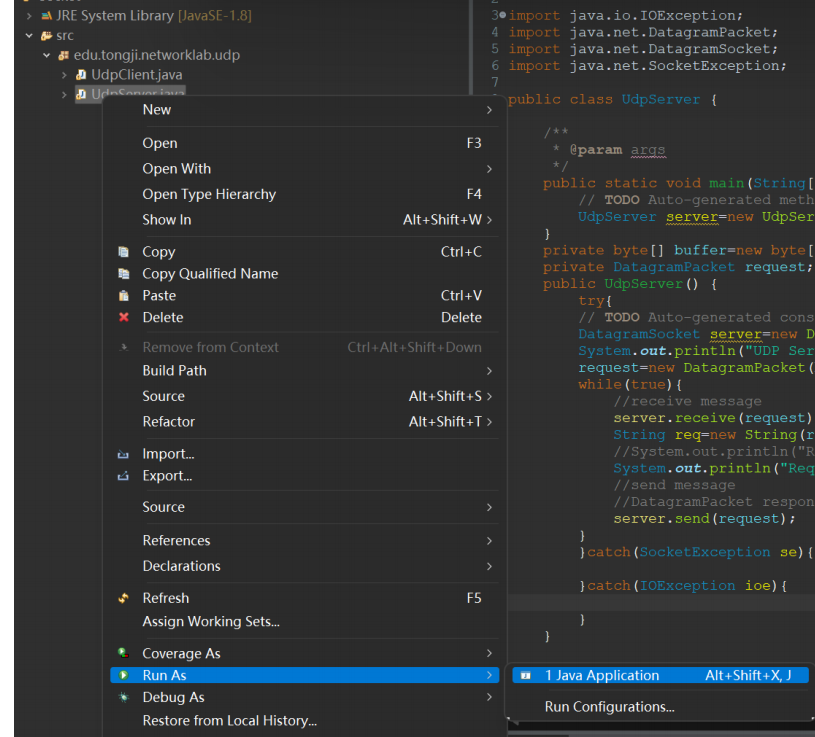 JRE System Library [JavaSE-1.8]
src
edu.tongji.networklab.udp
UdpClient.java
UdpServer.java
New
Open F3
Open With
Open Type Hierarchy F4
Show In Alt+Shift+W >
Copy Ctrl+C
Copy Qualified Name
Paste Ctrl+V
Delete Delete
Remove from Context Ctrl+Alt+Shift+Down
Build Path
Source Alt+Shift+S >
Refactor Alt+Shift+T >
Import...
Export...
Source
References
Declarations
Refresh F5
Assign Working Sets...
Coverage As
Run As
Debug As
Restore from Local History...
1 Java Application Alt+Shift+X, J
Run Configurations...
3 import java.io.IOException;
4 import java.net.DatagramPacket;
5 import java.net.DatagramSocket;
6 import java.net.SocketException;
7
public class UdpServer {
/**
* @param args
*/
public static void main(String[
// TODO Auto-generated meth
UdpServer server=new UdpSer
}
private byte[] buffer=new byte[
private DatagramPacket request;
public UdpServer() {
try{
// TODO Auto-generated cons
DatagramSocket server=new D
System.out.println("UDP Ser
request=new DatagramPacket(
while(true){
//receive message
server.receive(request)
String req=new String(r
//System.out.println("R
System.out.println("Req
//send message
//DatagramPacket respon
server.send(request);
}
}catch(SocketException se){
}catch(IOException ioe){
}
}